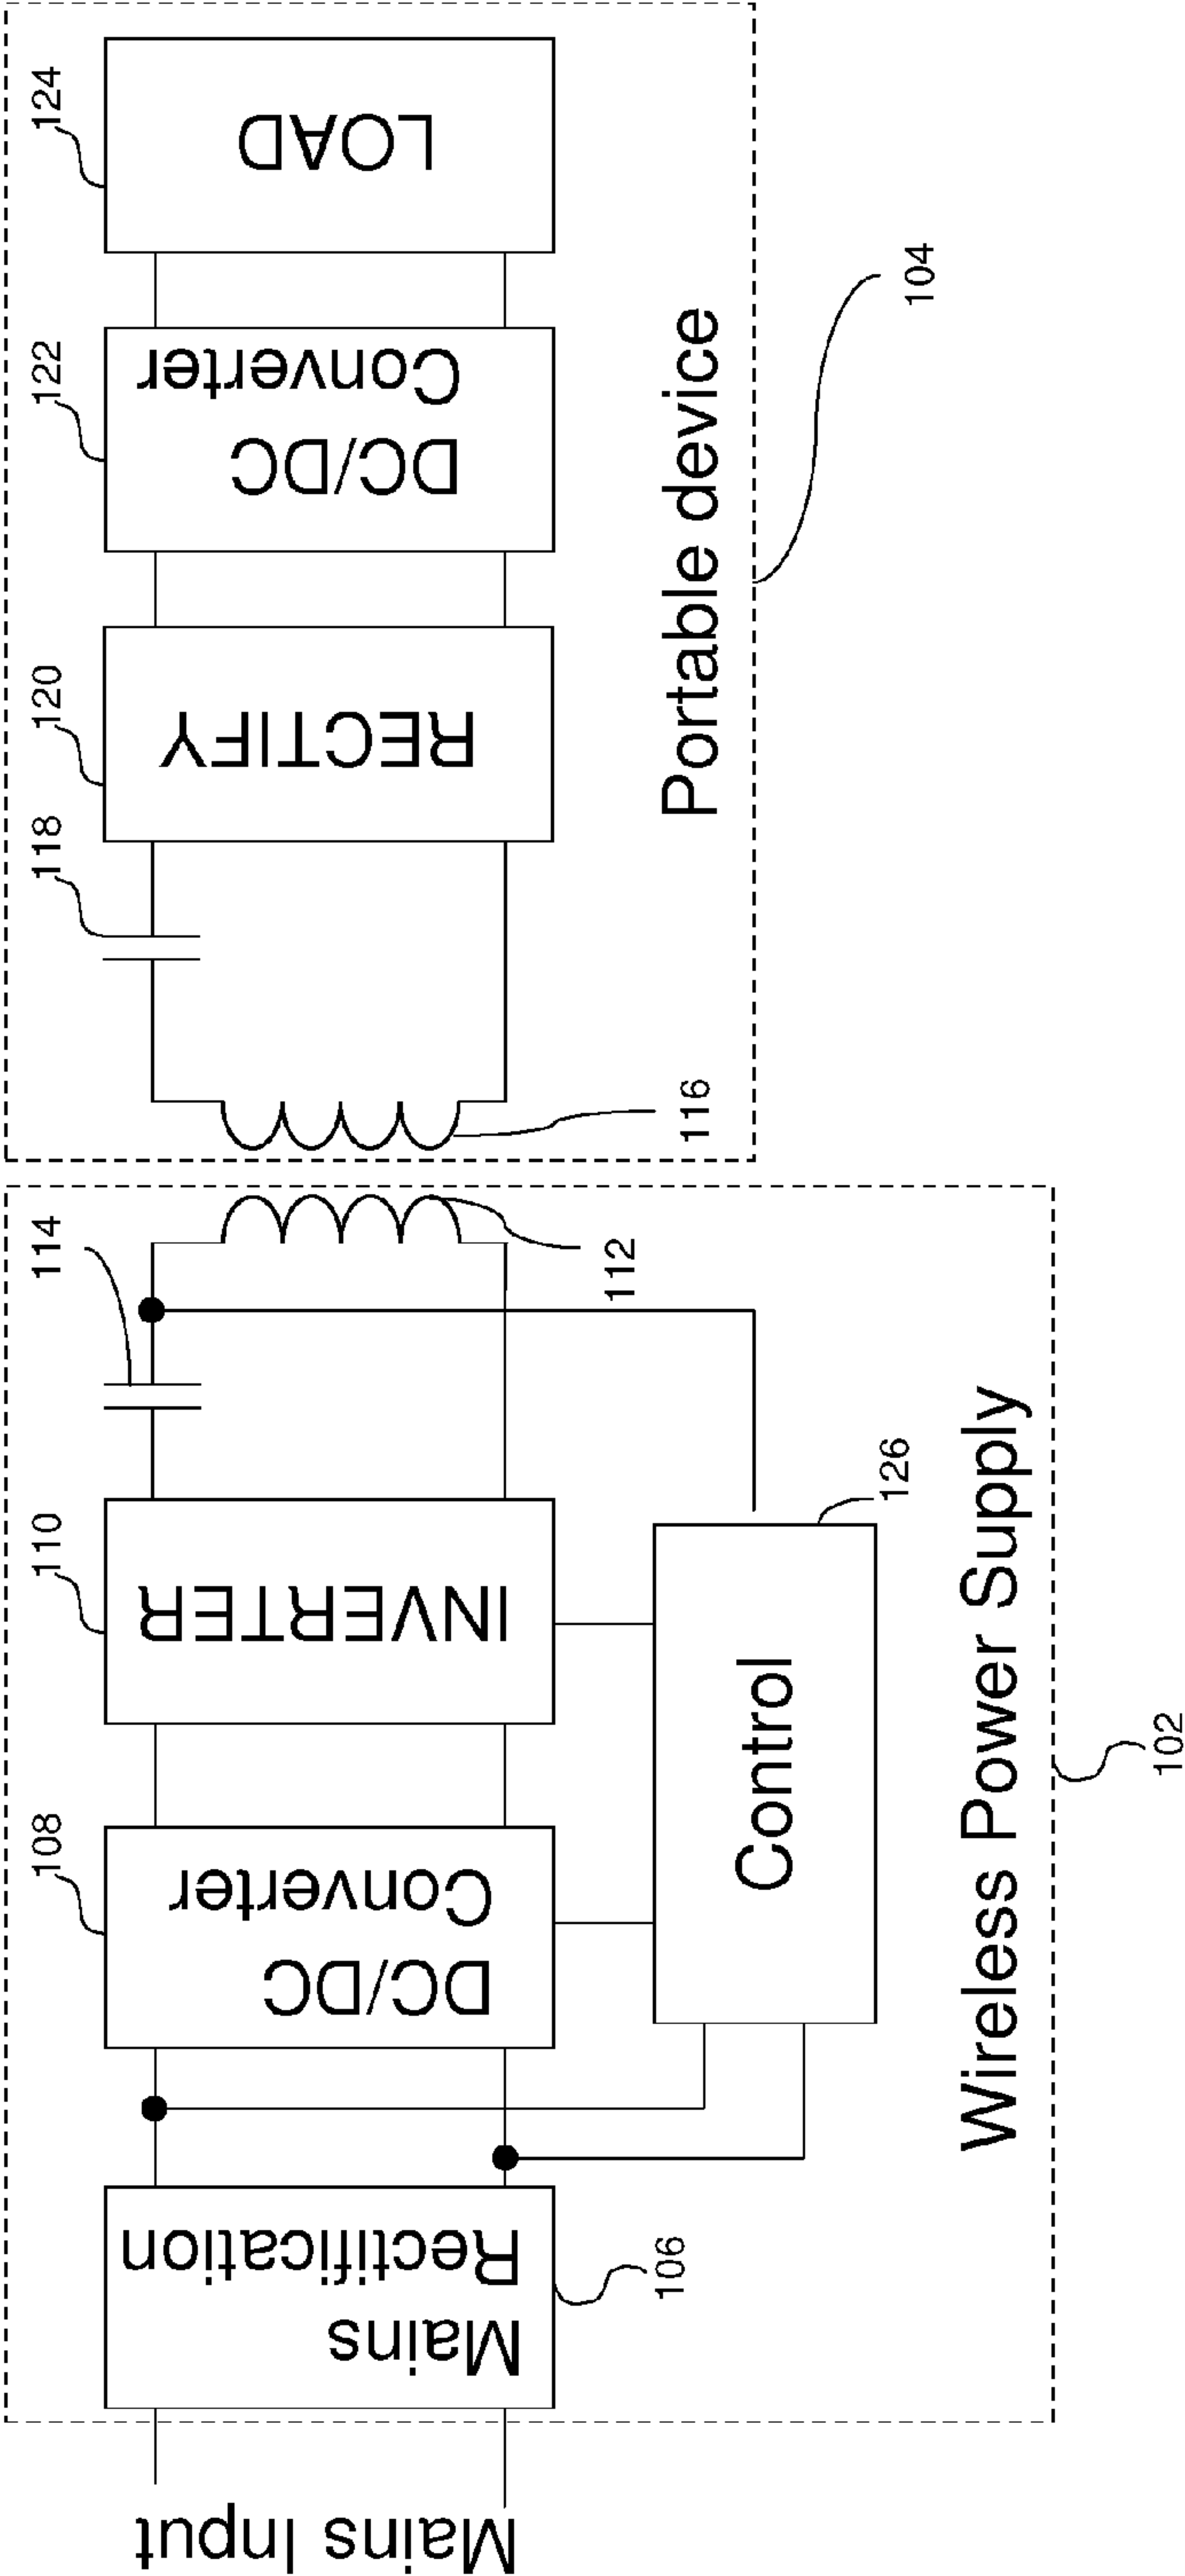 Mains Input
Mains
Rectification
106
DC/DC
Converter
108
INVERTER
110
114
112
Control
126
Wireless Power Supply
102
116
118
RECTIFY
120
DC/DC
Converter
122
LOAD
124
Portable device
104